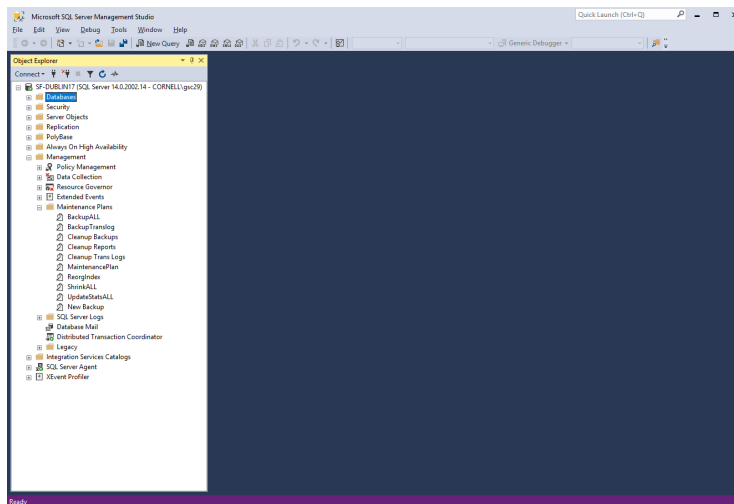 Microsoft SQL Server Management Studio
Quick Launch (Ctrl+Q)
File Edit View Debug Tools Window Help
New Query
Generic Debugger
Object Explorer
Connect
SF-DUBLIN17 (SQL Server 14.0.2002.14 - CORNELL\gsc29)
Databases
Security
Server Objects
Replication
PolyBase
Always On High Availability
Management
Policy Management
Data Collection
Resource Governor
Extended Events
Maintenance Plans
BackupALL
BackupTranslog
Cleanup Backups
Cleanup Reports
Cleanup Trans Logs
MaintenancePlan
ReorgIndex
ShrinkALL
UpdateStatsALL
New Backup
SQL Server Logs
Database Mail
Distributed Transaction Coordinator
Legacy
Integration Services Catalogs
SQL Server Agent
XEvent Profiler
Ready